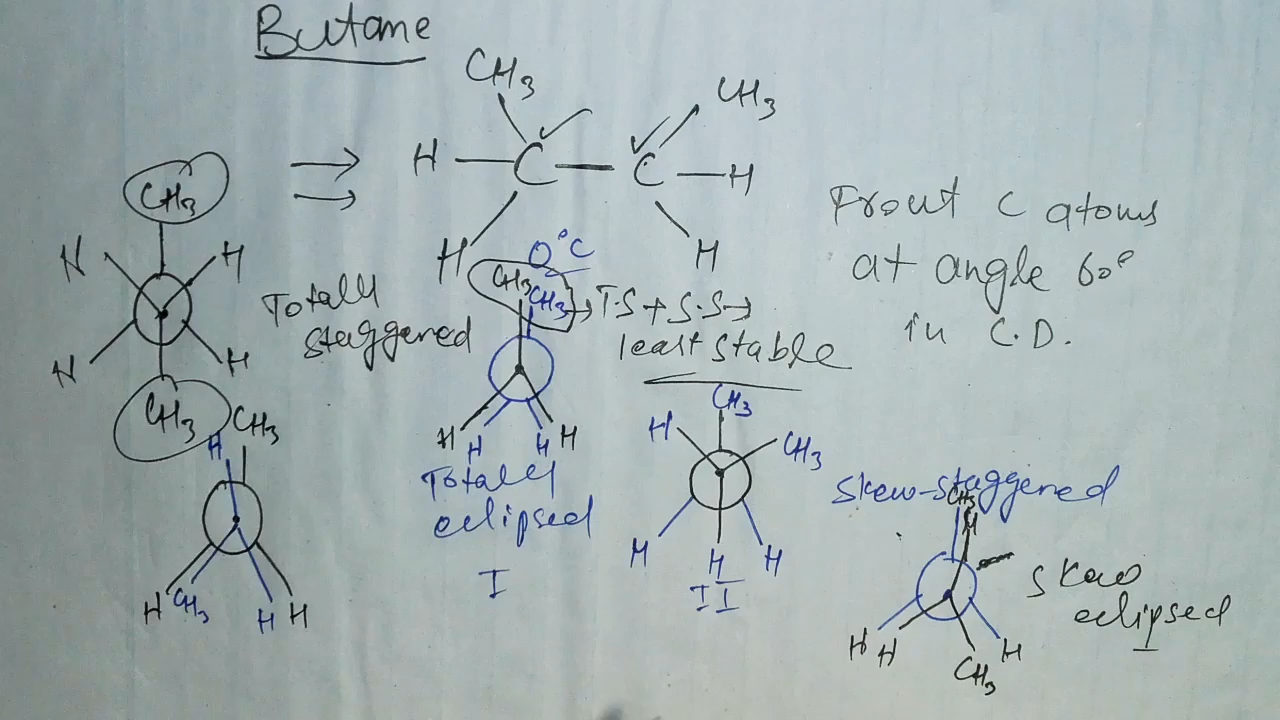 Butane
CH3
CH3
H
C
C
H
H
H
Front C atoms
at angle 60°
in C.D.
CH3
N
H
N
H
CH3
Totally
staggered
0°C
CH3
CH3
T.S + S.S →
least stable
H
H
H
H
Totally
eclipsed
I
CH3
H
CH3
H
H
H
II
Skew-staggered
CH3
H
H
H
CH3
H
Skew
eclipsed
CH3
H
H
CH3
H
H